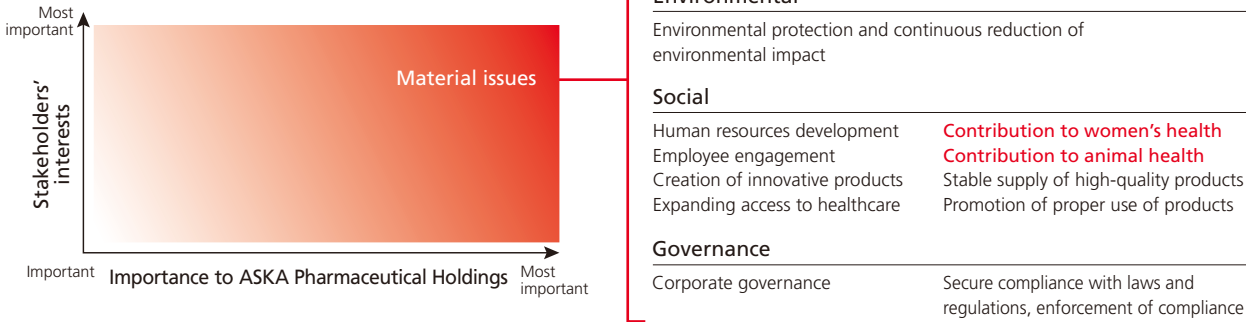 Most
important
Stakeholders’
interests
Material issues
Important
Importance to ASKA Pharmaceutical Holdings
Most
important
Environmental
Environmental protection and continuous reduction of
environmental impact
Social
Human resources development
Contribution to women’s health
Employee engagement
Contribution to animal health
Creation of innovative products
Stable supply of high-quality products
Expanding access to healthcare
Promotion of proper use of products
Governance
Corporate governance
Secure compliance with laws and
regulations, enforcement of compliance